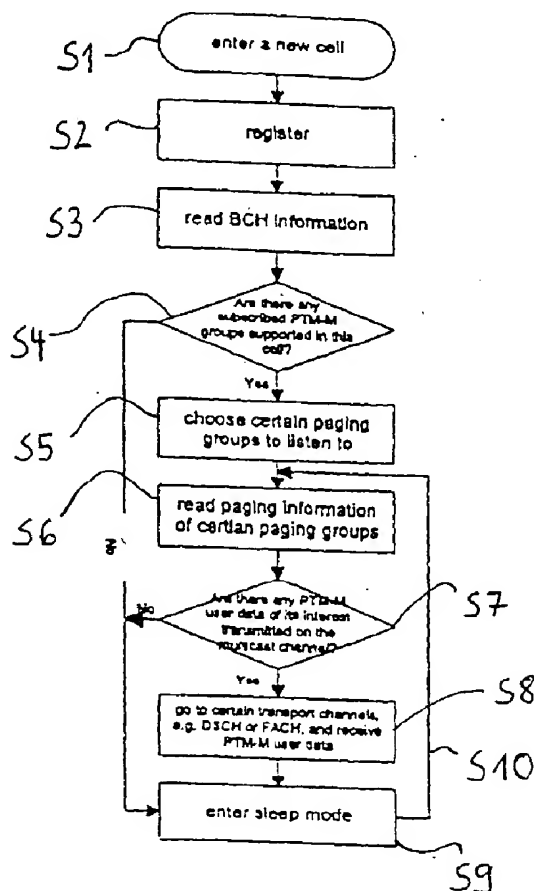 S1
enter a new cell
S2
register
S3
read BCH information
S4
Are there any
subscribed PTM-M
groups supported in this
cell?
Yes
S5
choose certain paging
groups to listen to
S6
read paging information
of certian paging groups
No
Are there any PTM-M
user data of its interest
transmitted on the
multicast channel?
S7
No
Yes
S8
go to certain transport channels,
e.g. DSCH or FACH, and receive
PTM-M user data
S10
enter sleep mode
S9